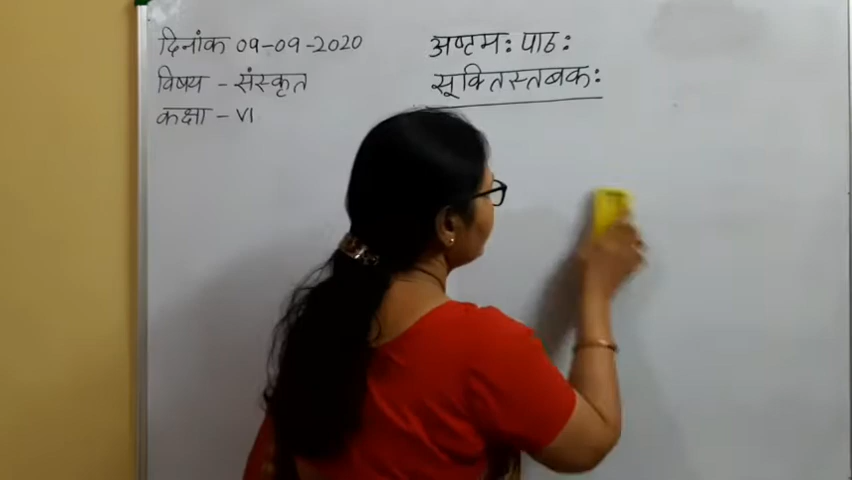 दिनांक 09-09-2020
विषय - संस्कृत
कक्षा - VI
अष्टमः पाठः
सूक्तिस्तबकः